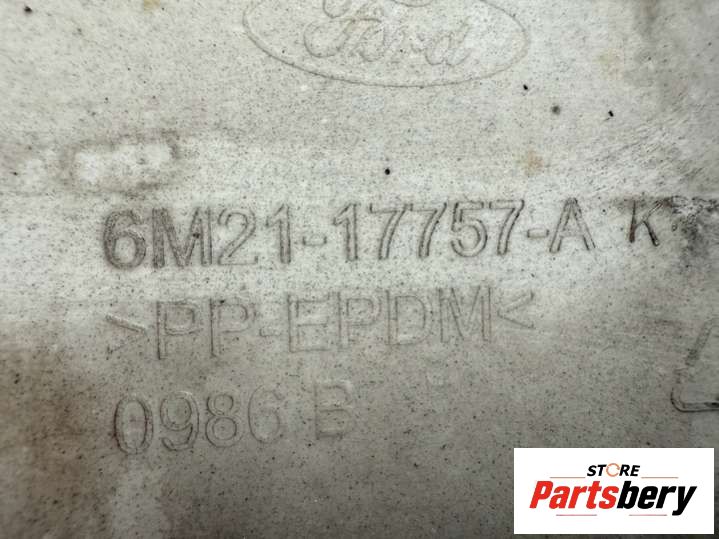 Ford
6M21-17757-A K
>PP-EPDM<
0986 B
STORE
Partsbery